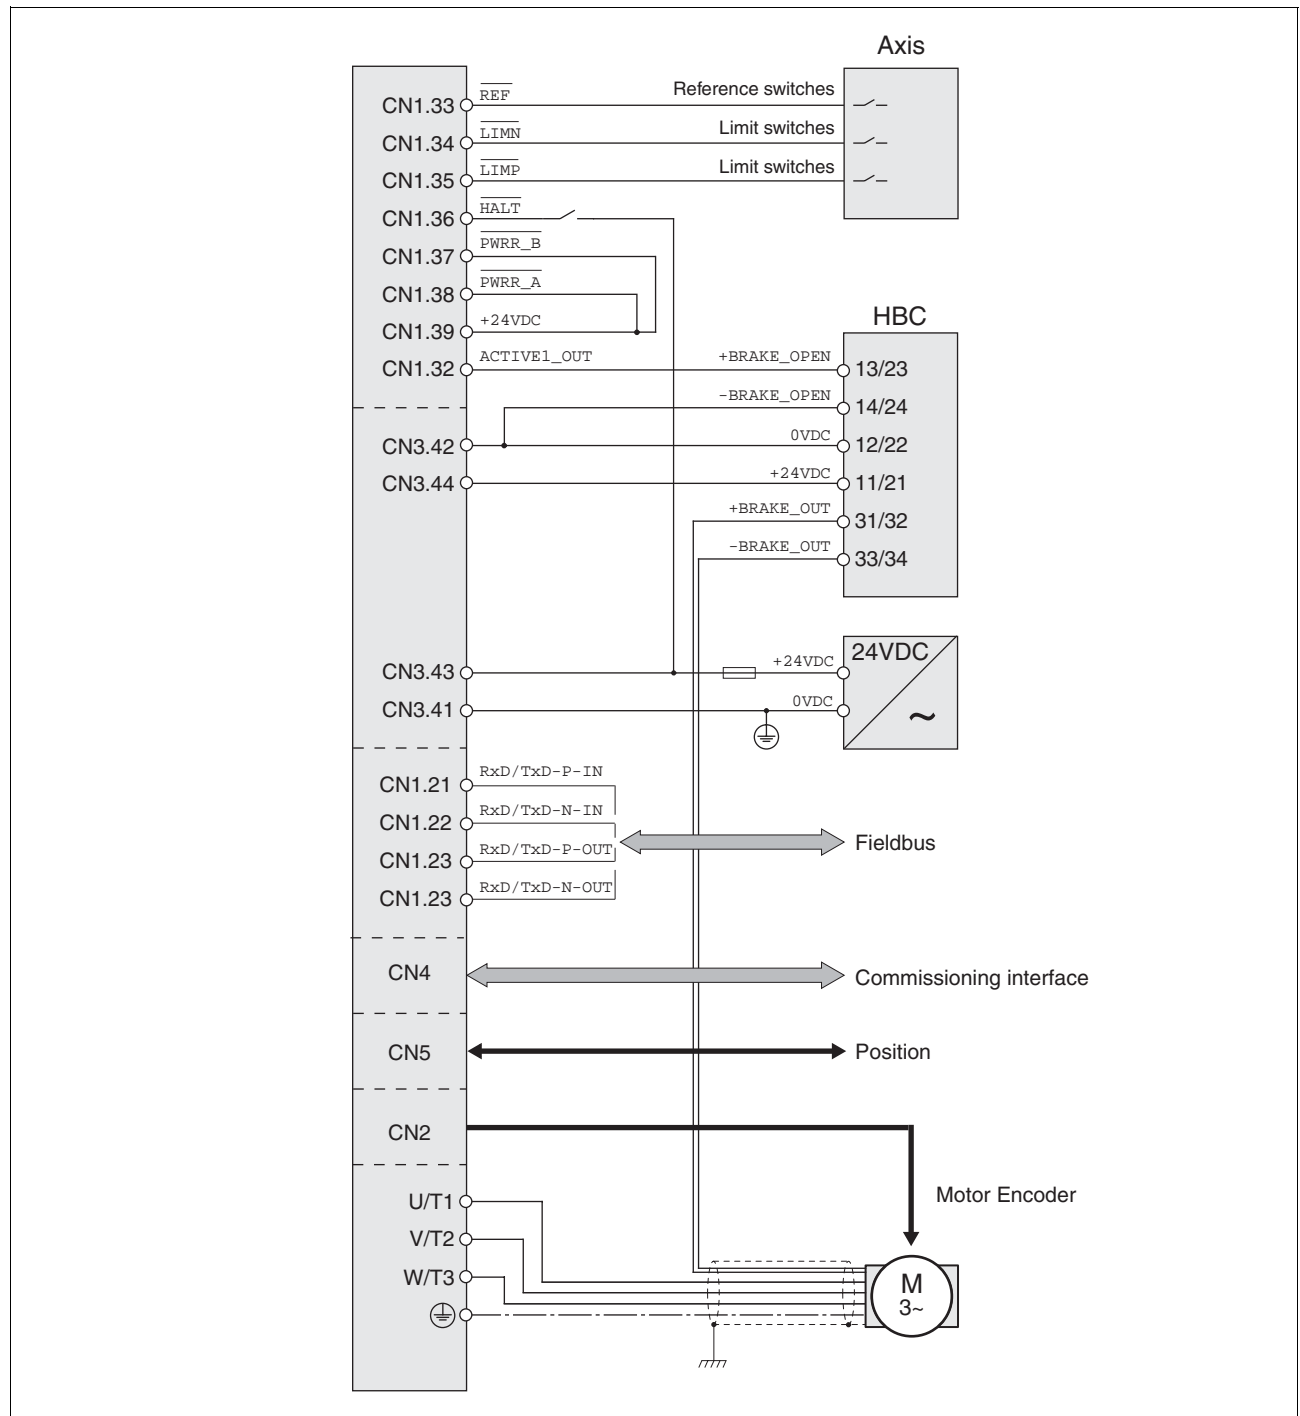 Axis
CN1.33 REF Reference switches
CN1.34 LIMN Limit switches
CN1.35 LIMP Limit switches
CN1.36 HALT
CN1.37 PWRR_B
CN1.38 PWRR_A
CN1.39 +24VDC
HBC
CN1.32 ACTIVE1_OUT +BRAKE_OPEN 13/23
-BRAKE_OPEN 14/24
CN3.42 0VDC 12/22
CN3.44 +24VDC 11/21
+BRAKE_OUT 31/32
-BRAKE_OUT 33/34
24VDC
CN3.43 +24VDC
CN3.41 0VDC ~
CN1.21 RxD/TxD-P-IN
CN1.22 RxD/TxD-N-IN
Fieldbus
CN1.23 RxD/TxD-P-OUT
CN1.23 RxD/TxD-N-OUT
CN4 Commissioning interface
CN5 Position
CN2
Motor Encoder
U/T1
V/T2
W/T3
M
3~